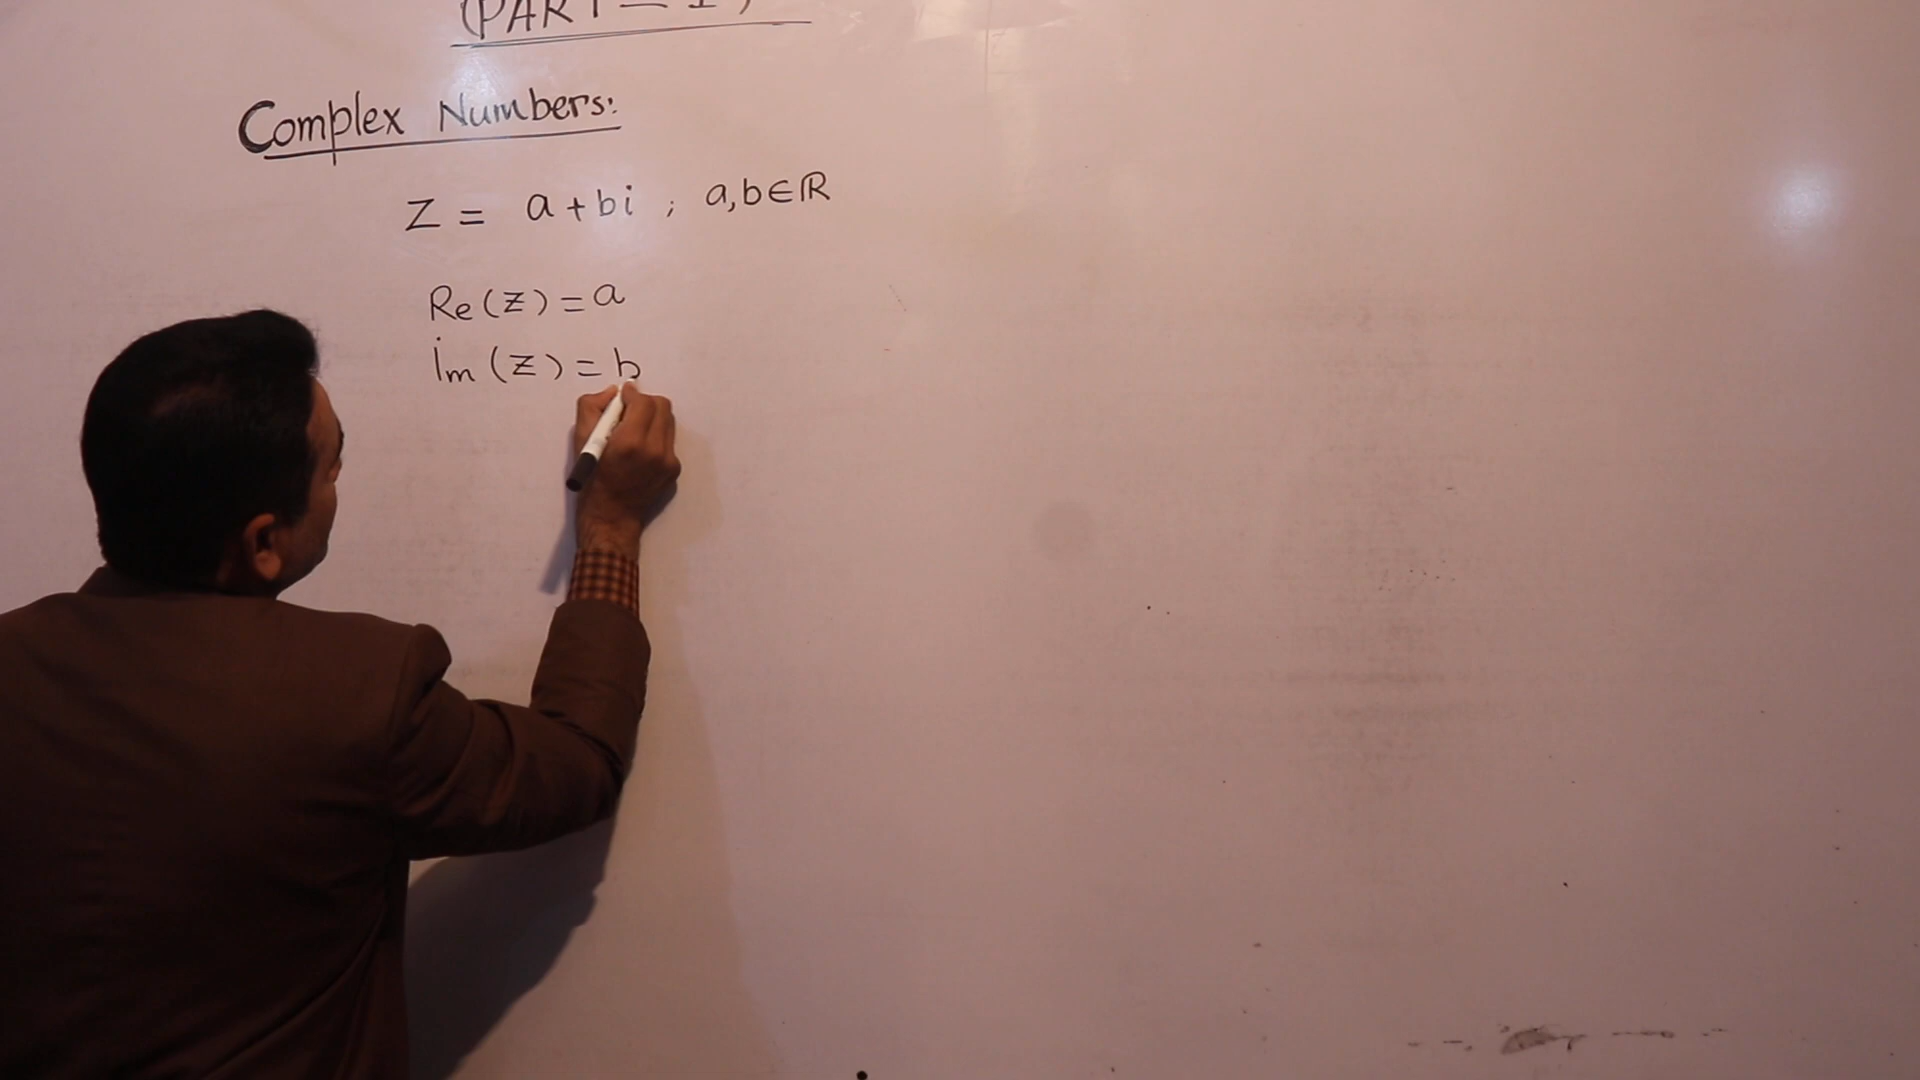 (PART - I)
Complex Numbers:
Z = a + bi ; a,b∈ℝ
Re(Z) = a
Im(Z) = b